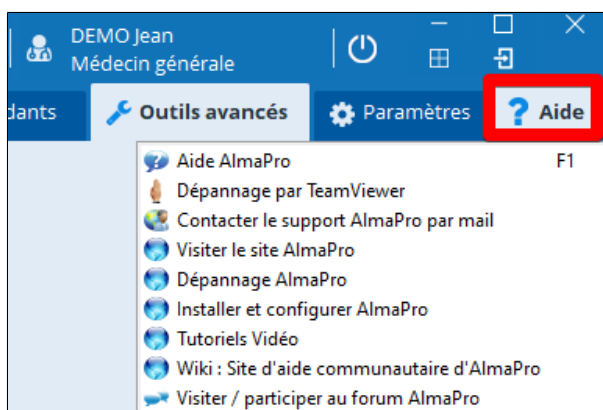 DEMO Jean
Médecin générale
dants
Outils avancés
Paramètres
? Aide
Aide AlmaPro F1
Dépannage par TeamViewer
Contacter le support AlmaPro par mail
Visiter le site AlmaPro
Dépannage AlmaPro
Installer et configurer AlmaPro
Tutoriels Vidéo
Wiki : Site d'aide communautaire d'AlmaPro
Visiter / participer au forum AlmaPro